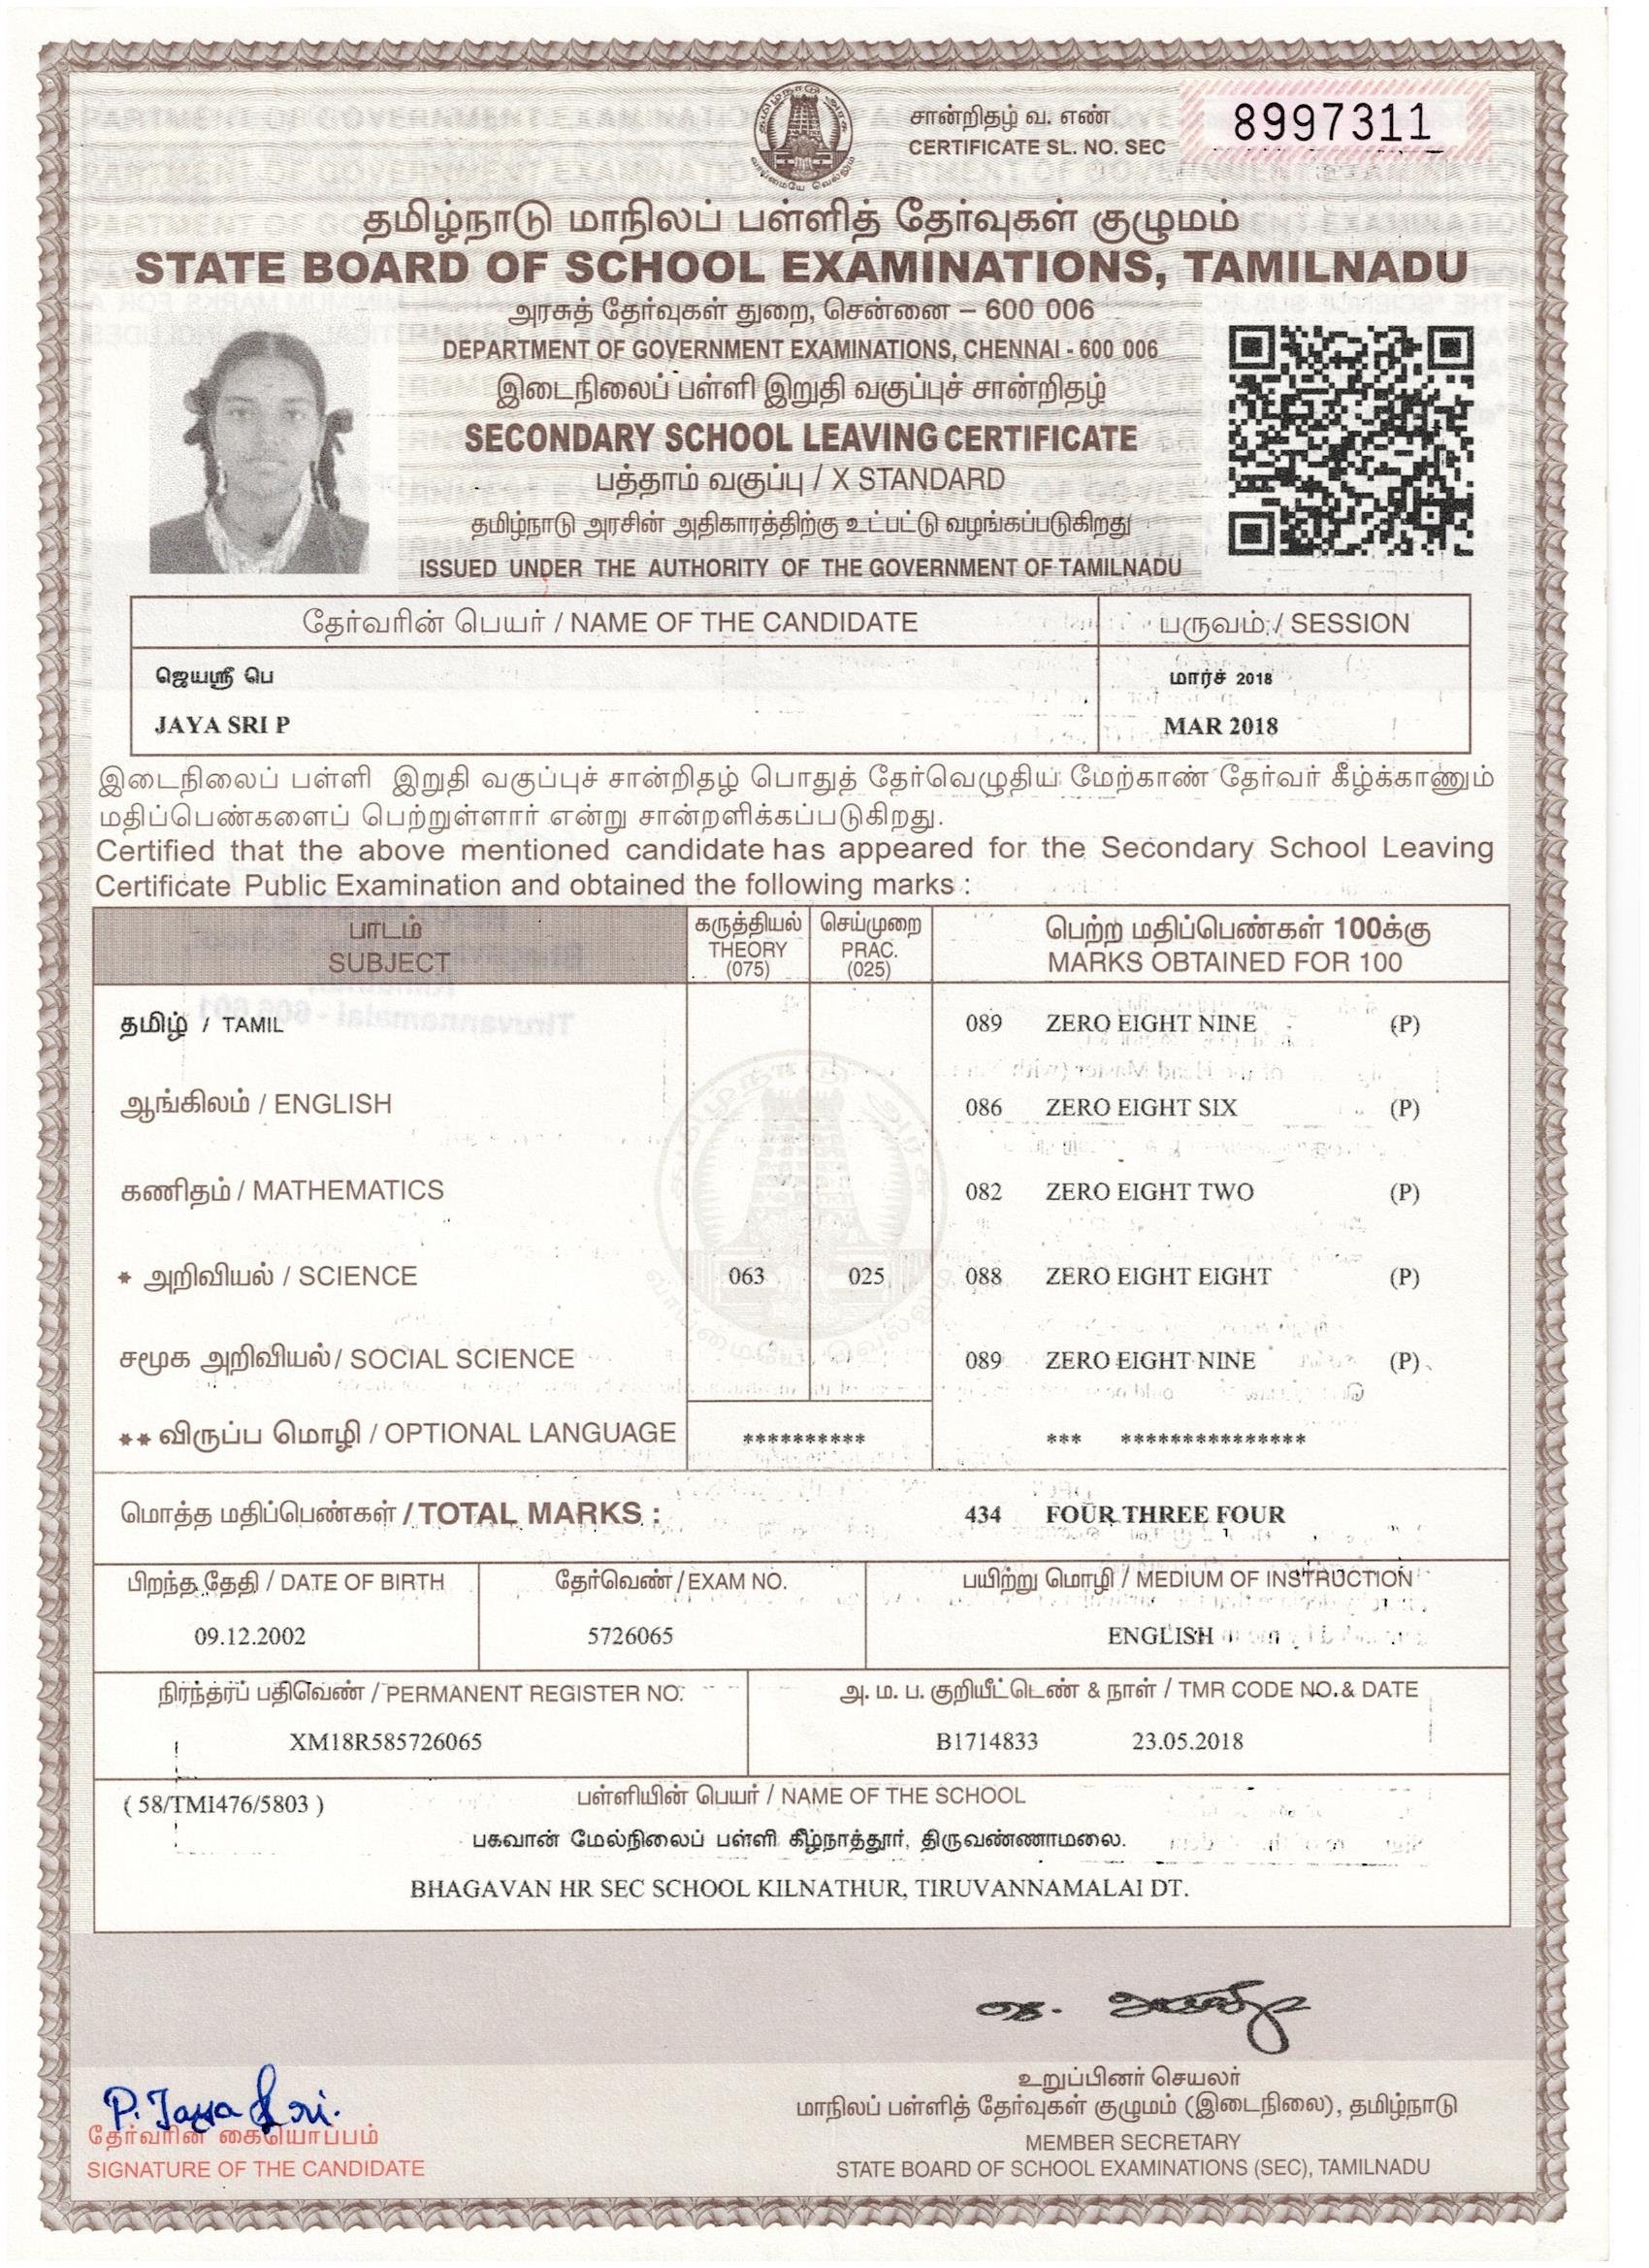 சான்றிதழ் வ. எண்
CERTIFICATE SL. NO. SEC 8997311
தமிழ்நாடு மாநிலப் பள்ளித் தேர்வுகள் குழுமம்
STATE BOARD OF SCHOOL EXAMINATIONS, TAMILNADU
அரசுத் தேர்வுகள் துறை, சென்னை – 600 006
DEPARTMENT OF GOVERNMENT EXAMINATIONS, CHENNAI - 600 006
இடைநிலைப் பள்ளி இறுதி வகுப்புச் சான்றிதழ்
SECONDARY SCHOOL LEAVING CERTIFICATE
பத்தாம் வகுப்பு / X STANDARD
தமிழ்நாடு அரசின் அதிகாரத்திற்கு உட்பட்டு வழங்கப்படுகிறது
ISSUED UNDER THE AUTHORITY OF THE GOVERNMENT OF TAMILNADU
தேர்வரின் பெயர் / NAME OF THE CANDIDATE பருவம் / SESSION
ஜெயஸ்ரீ பெ மார்ச் 2018
JAYA SRI P MAR 2018
இடைநிலைப் பள்ளி இறுதி வகுப்புச் சான்றிதழ் பொதுத் தேர்வெழுதிய மேற்காண் தேர்வர் கீழ்க்காணும்
மதிப்பெண்களைப் பெற்றுள்ளார் என்று சான்றளிக்கப்படுகிறது.
Certified that the above mentioned candidate has appeared for the Secondary School Leaving
Certificate Public Examination and obtained the following marks :
பாடம் கருத்தியல் செய்முறை பெற்ற மதிப்பெண்கள் 100க்கு
SUBJECT THEORY (075) PRAC. (025) MARKS OBTAINED FOR 100
தமிழ் / TAMIL 089 ZERO EIGHT NINE (P)
ஆங்கிலம் / ENGLISH 086 ZERO EIGHT SIX (P)
கணிதம் / MATHEMATICS 082 ZERO EIGHT TWO (P)
* அறிவியல் / SCIENCE 063 025 088 ZERO EIGHT EIGHT (P)
சமூக அறிவியல் / SOCIAL SCIENCE 089 ZERO EIGHT NINE (P)
** விருப்ப மொழி / OPTIONAL LANGUAGE ********** *** ***************
மொத்த மதிப்பெண்கள் / TOTAL MARKS : 434 FOUR THREE FOUR
பிறந்த தேதி / DATE OF BIRTH தேர்வெண் / EXAM NO. பயிற்று மொழி / MEDIUM OF INSTRUCTION
09.12.2002 5726065 ENGLISH
நிரந்தரப் பதிவெண் / PERMANENT REGISTER NO. அ. ம. ப. குறியீட்டெண் & நாள் / TMR CODE NO.& DATE
XM18R585726065 B1714833 23.05.2018
( 58/TMI476/5803 ) பள்ளியின் பெயர் / NAME OF THE SCHOOL
பகவான் மேல்நிலைப் பள்ளி கீழ்நாத்தூர், திருவண்ணாமலை.
BHAGAVAN HR SEC SCHOOL KILNATHUR, TIRUVANNAMALAI DT.
P. Jaya Sri.
தேர்வரின் கையொப்பம்
SIGNATURE OF THE CANDIDATE
உறுப்பினர் செயலர்
மாநிலப் பள்ளித் தேர்வுகள் குழுமம் (இடைநிலை), தமிழ்நாடு
MEMBER SECRETARY
STATE BOARD OF SCHOOL EXAMINATIONS (SEC), TAMILNADU